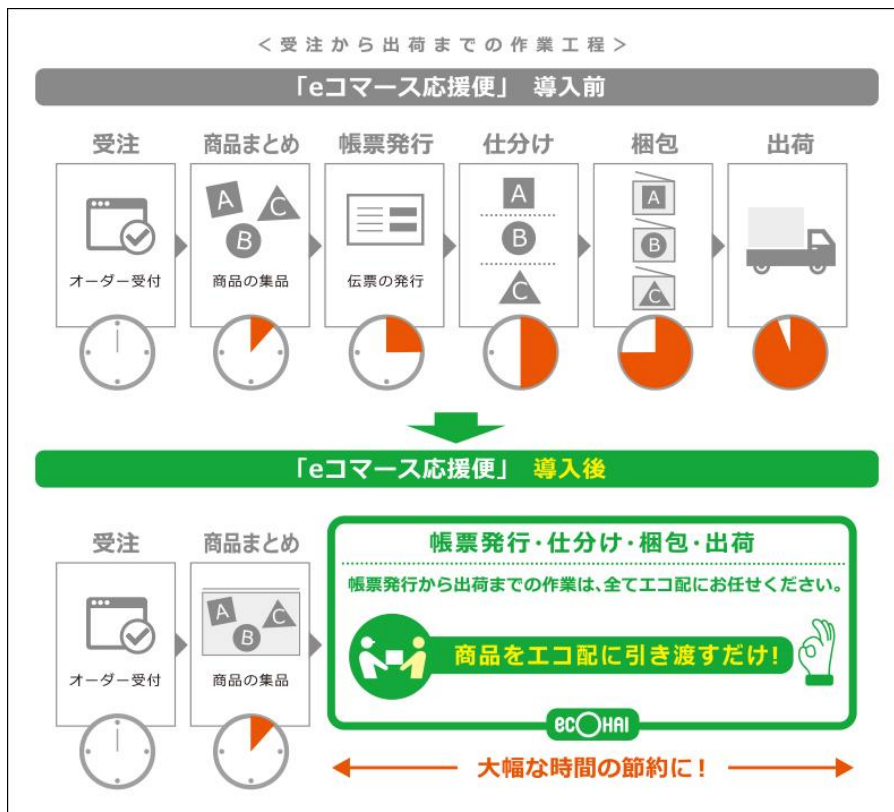 ＜受注から出荷までの作業工程＞
「eコマース応援便」 導入前
受注 商品まとめ 帳票発行 仕分け 梱包 出荷
A C B
A
B
C
A
B
C
オーダー受付 商品の集品 伝票の発行
「eコマース応援便」 導入後
受注 商品まとめ
A C B
オーダー受付 商品の集品
帳票発行・仕分け・梱包・出荷
帳票発行から出荷までの作業は、全てエコ配にお任せください。
商品をエコ配に引き渡すだけ！
ecOHAI
大幅な時間の節約に！